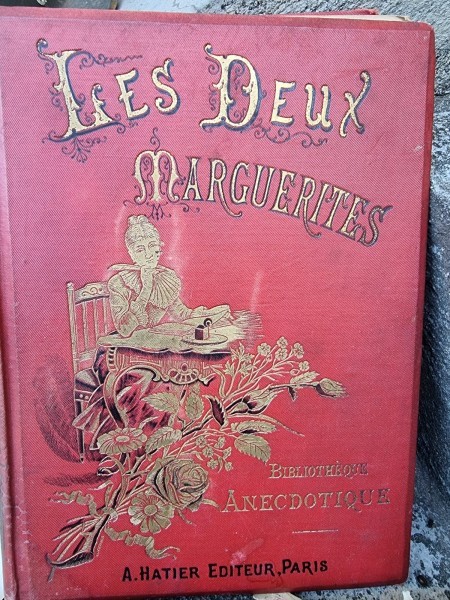 LES DEUX
MARGUERITES
BIBLIOTHÈQUE
ANECDOTIQUE
A. HATIER EDITEUR, PARIS